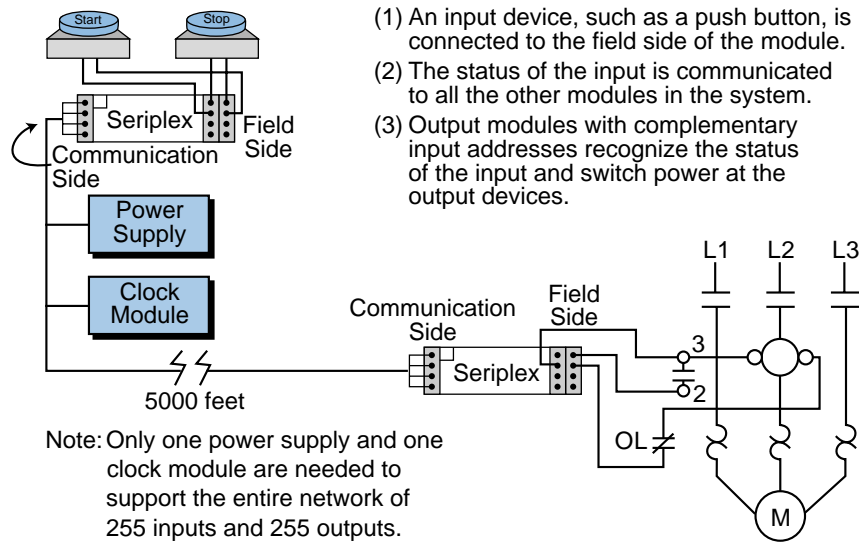 Start
Stop
(1) An input device, such as a push button, is
connected to the field side of the module.
(2) The status of the input is communicated
to all the other modules in the system.
(3) Output modules with complementary
input addresses recognize the status
of the input and switch power at the
output devices.
Seriplex
Field
Side
Communication
Side
Power
Supply
Clock
Module
5000 feet
Communication
Side
Field
Side
Seriplex
L1
L2
L3
3
2
OL
M
Note: Only one power supply and one
clock module are needed to
support the entire network of
255 inputs and 255 outputs.